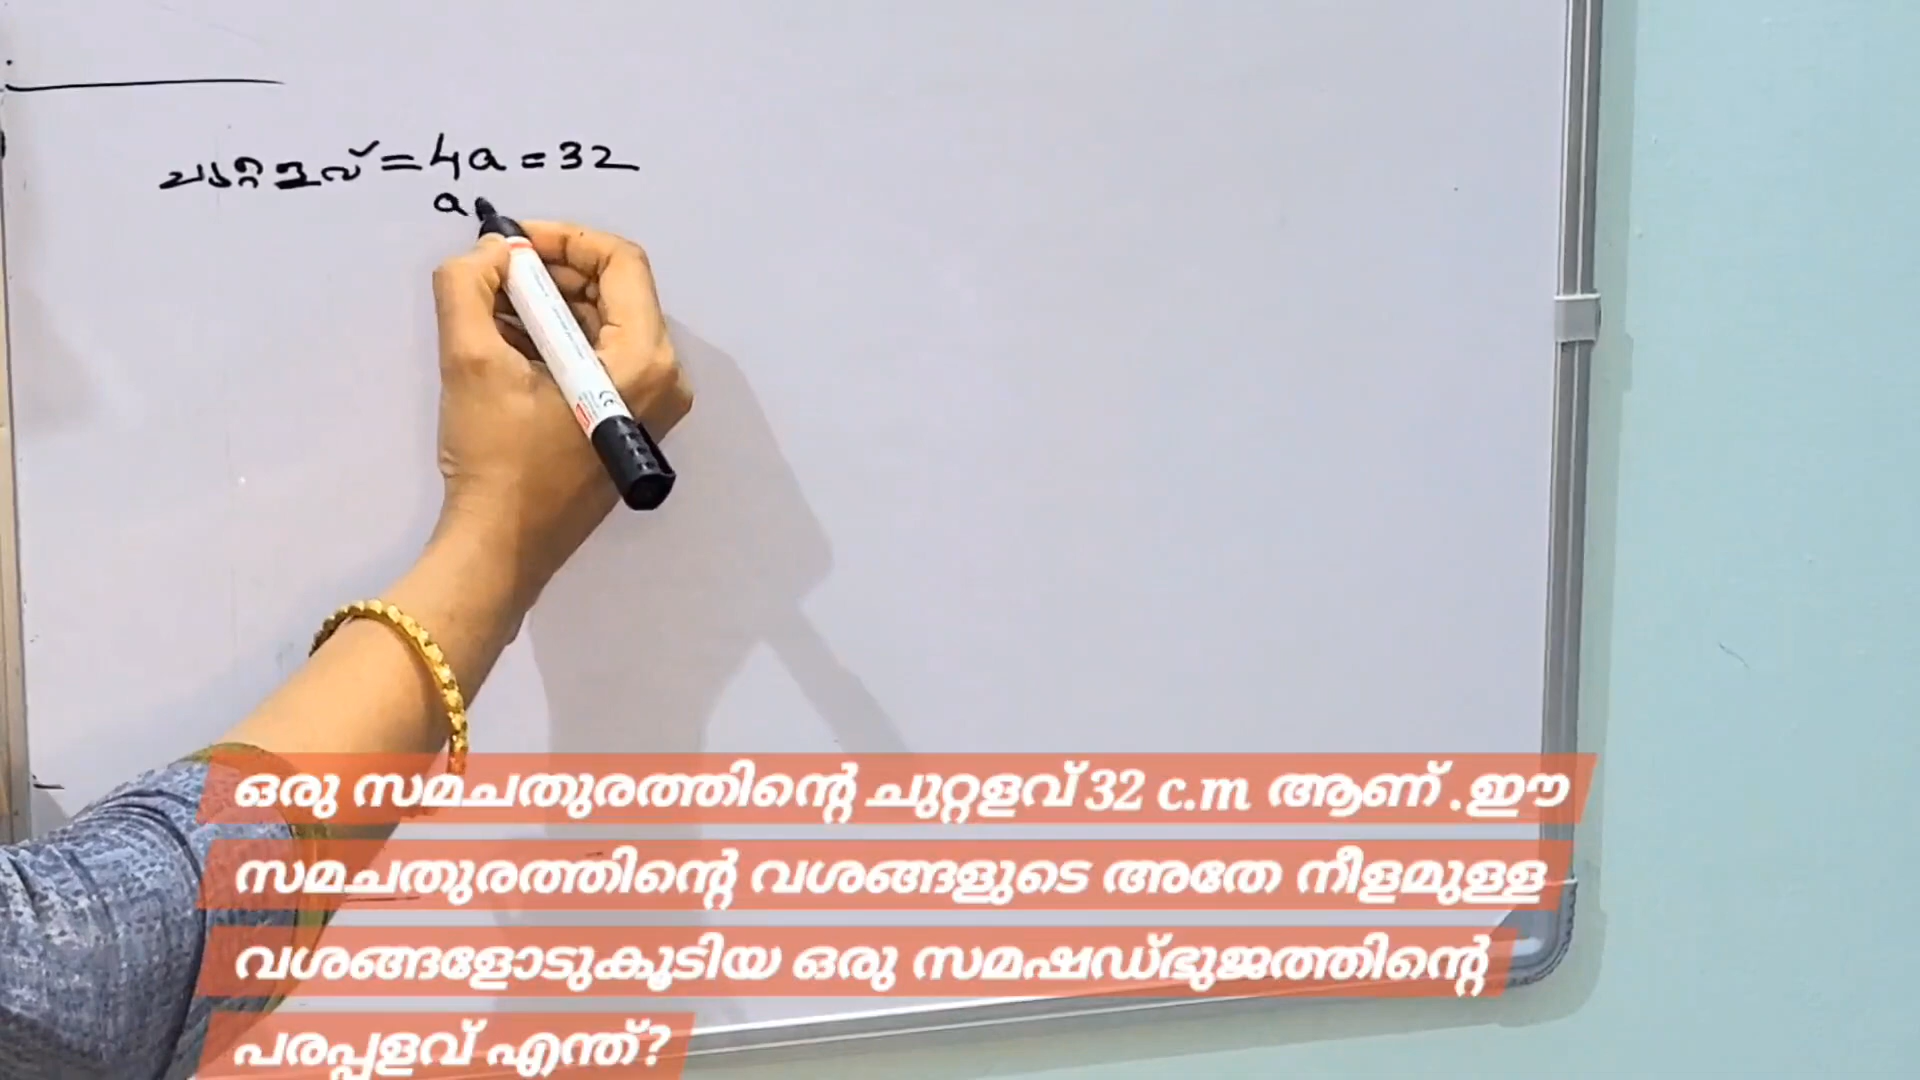 ചുറ്റളവ് = 4a = 32
a
ഒരു സമചതുരത്തിന്റെ ചുറ്റളവ് 32 c.m ആണ് .ഈ
സമചതുരത്തിന്റെ വശങ്ങളുടെ അതേ നീളമുള്ള
വശങ്ങളോടുകൂടിയ ഒരു സമഷഡ്ഭുജത്തിന്റെ
പരപ്പളവ് എന്ത്?